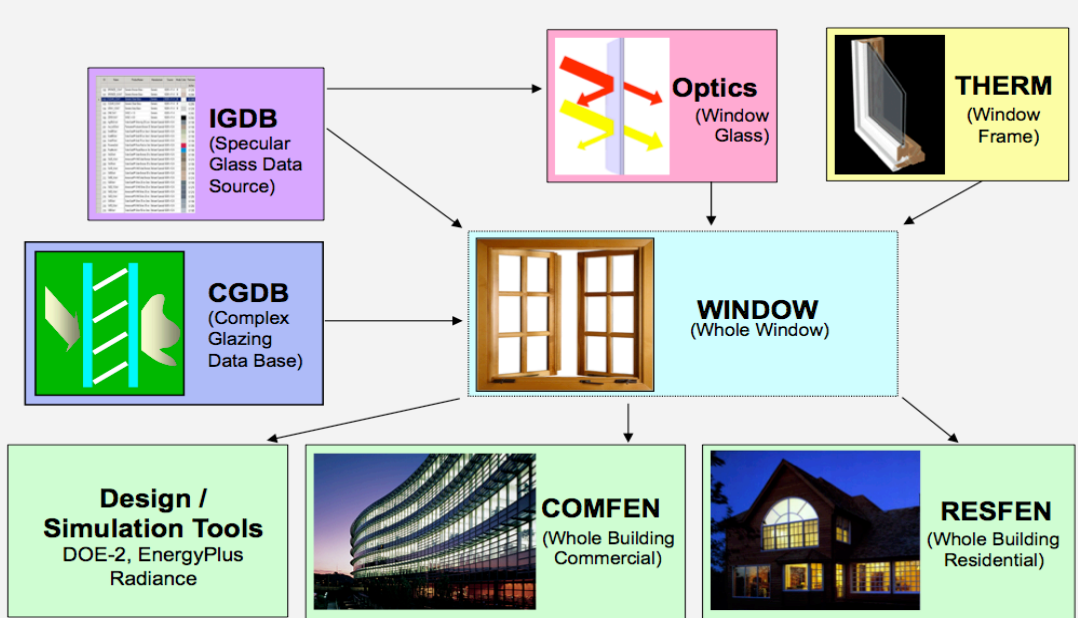 IGDB
(Specular
Glass Data
Source)
Optics
(Window
Glass)
THERM
(Window
Frame)
CGDB
(Complex
Glazing
Data Base)
WINDOW
(Whole Window)
Design /
Simulation Tools
DOE-2, EnergyPlus
Radiance
COMFEN
(Whole Building
Commercial)
RESFEN
(Whole Building
Residential)